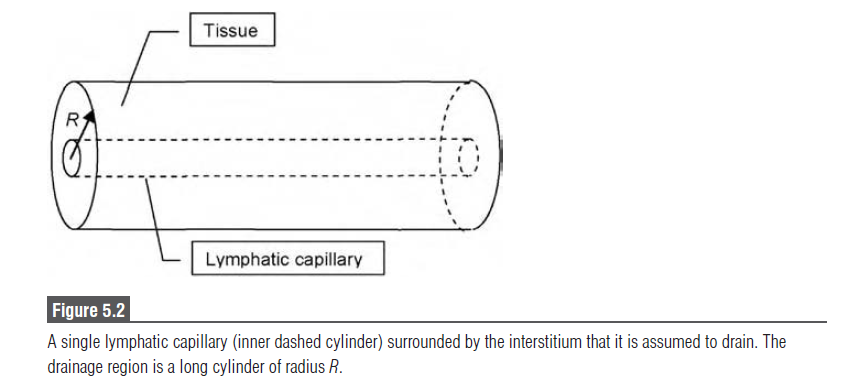 Tissue
R
Lymphatic capillary
Figure 5.2
A single lymphatic capillary (inner dashed cylinder) surrounded by the interstitium that it is assumed to drain. The
drainage region is a long cylinder of radius R.